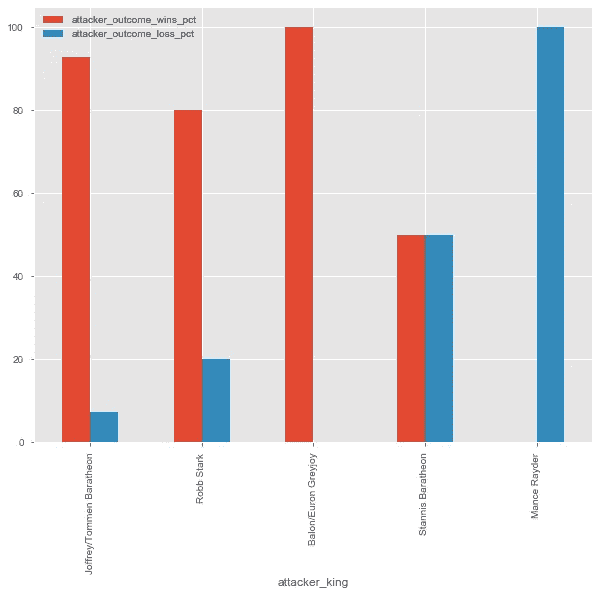 attacker_outcome_wins_pct
attacker_outcome_loss_pct
100
80
60
40
20
0
Joffrey/Tommen Baratheon
Robb Stark
Balon/Euron Greyjoy
Stannis Baratheon
Mance Rayder
attacker_king